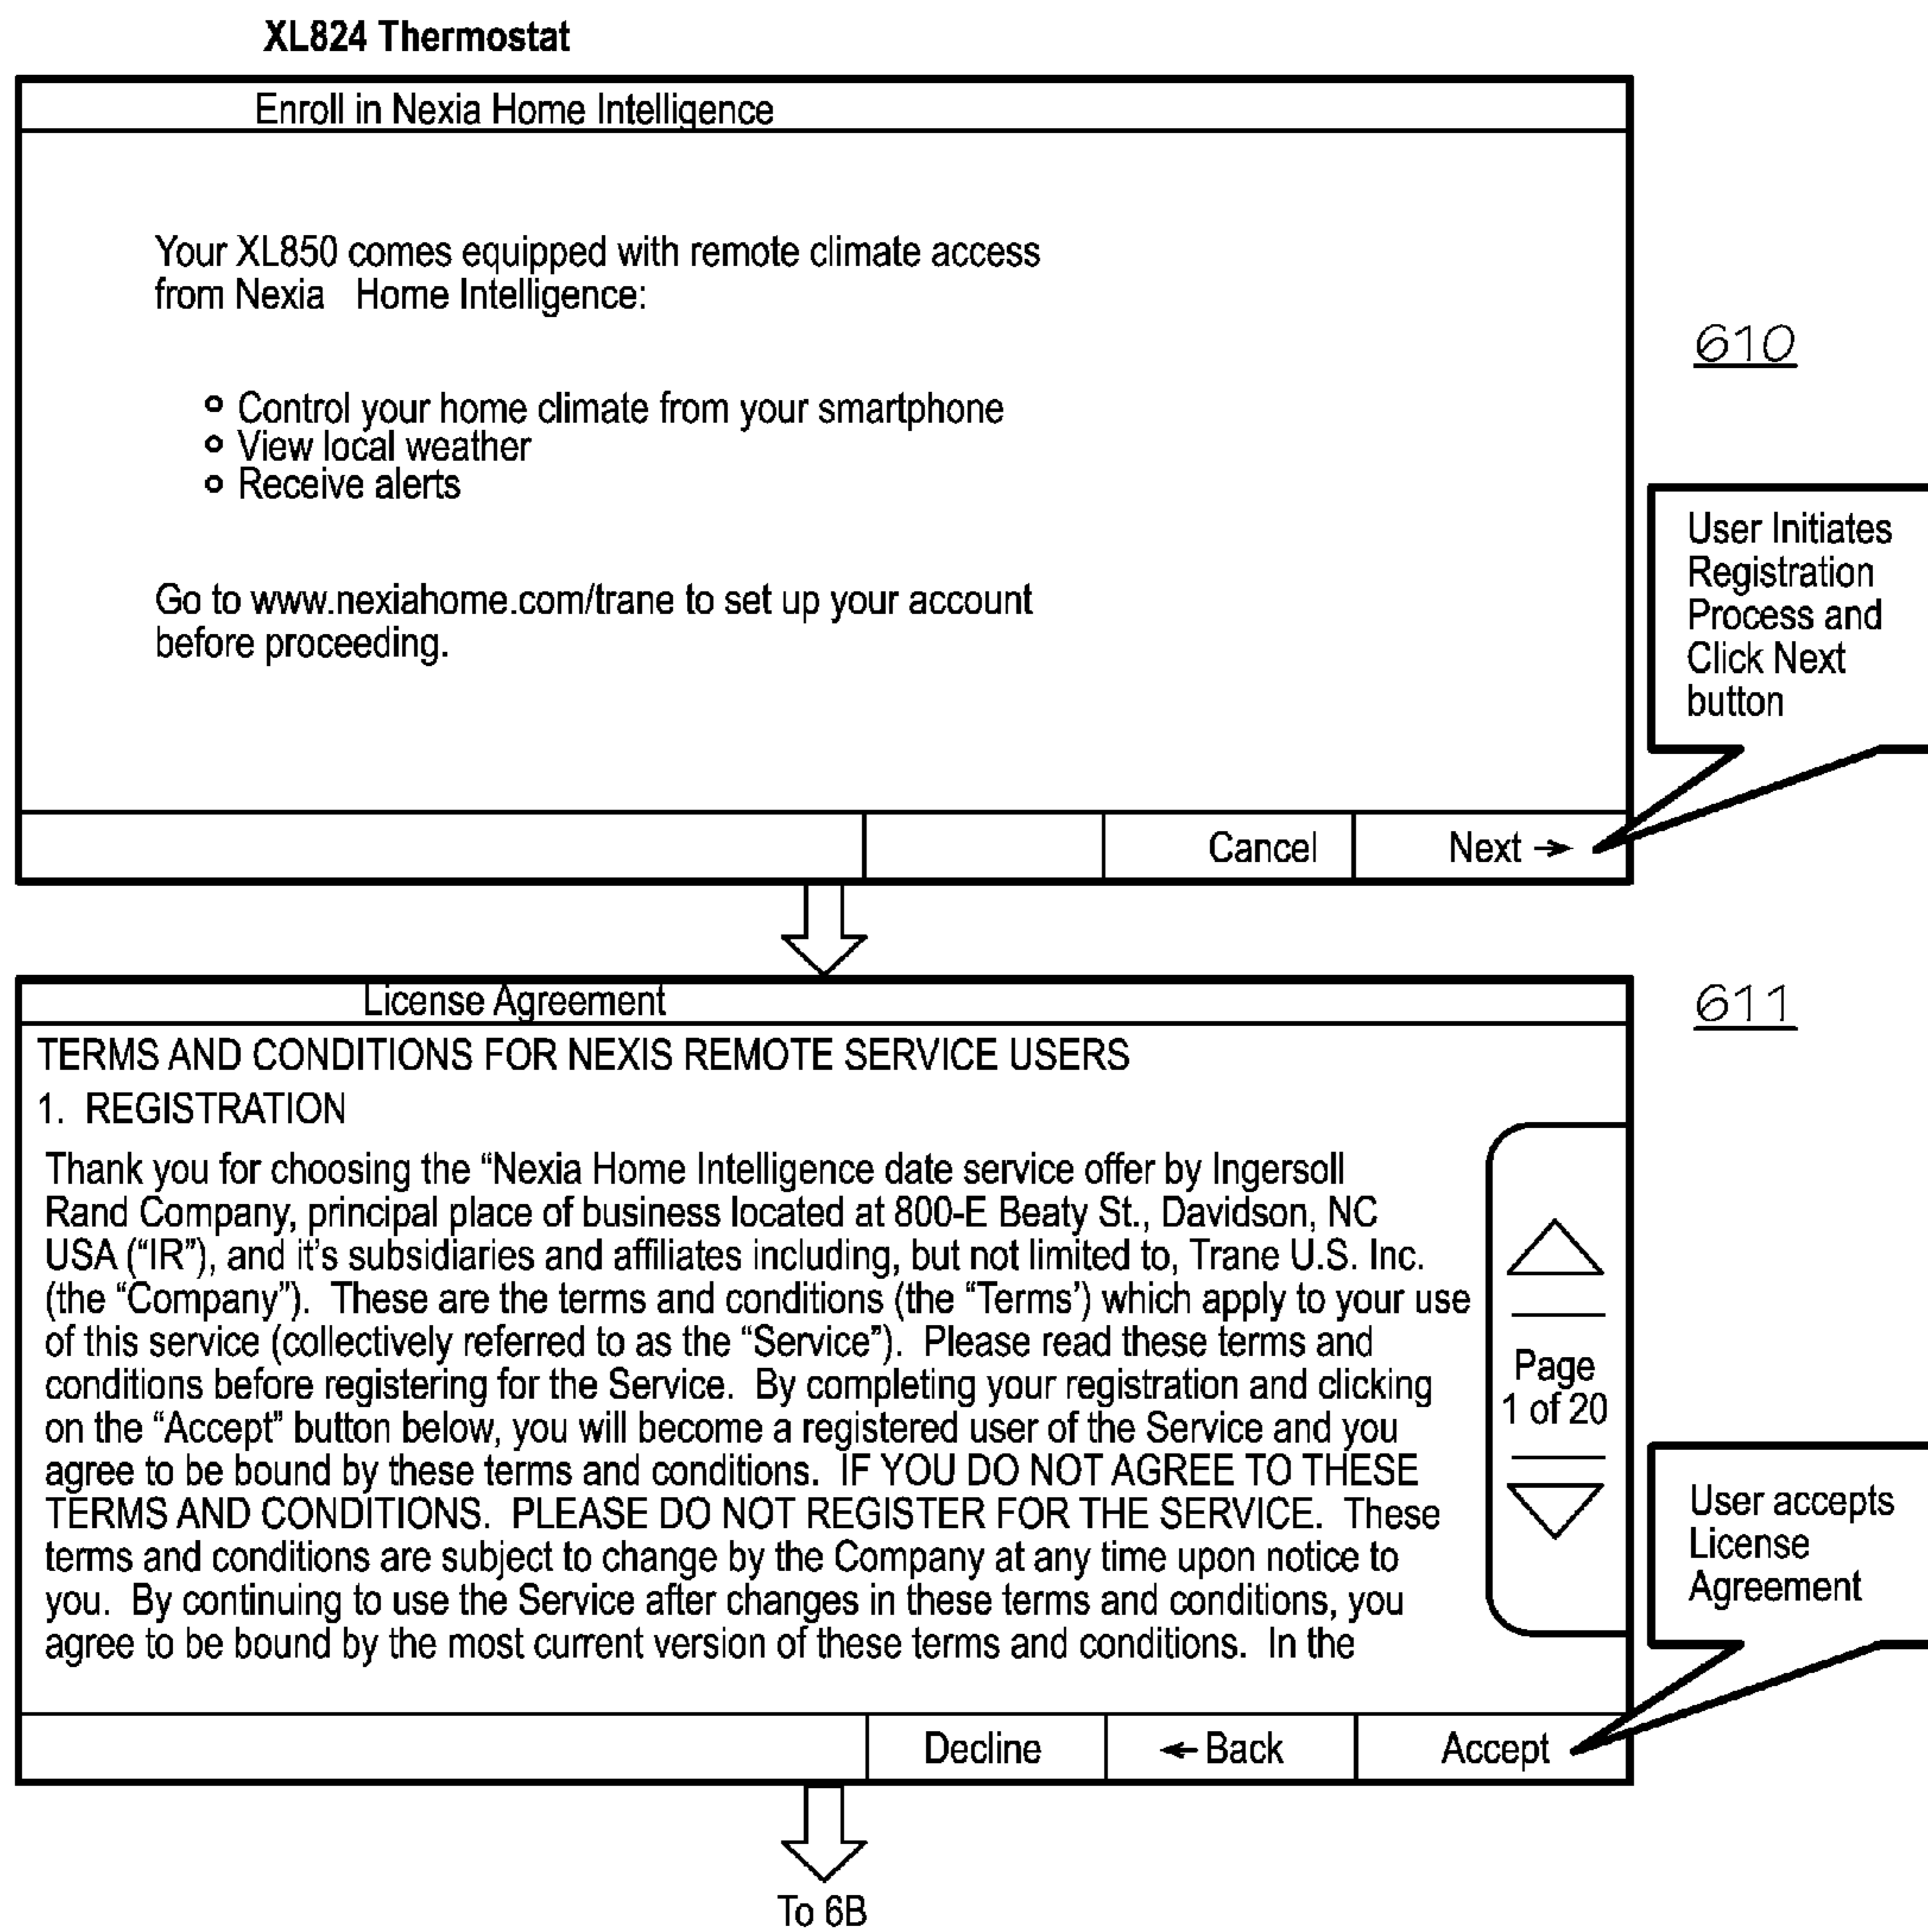 XL824 Thermostat
Enroll in Nexia Home Intelligence
Your XL850 comes equipped with remote climate access
from Nexia Home Intelligence:
Control your home climate from your smartphone
View local weather
Receive alerts
Go to www.nexiahome.com/trane to set up your account
before proceeding.
Cancel
Next →
610
User Initiates
Registration
Process and
Click Next
button
License Agreement
611
TERMS AND CONDITIONS FOR NEXIS REMOTE SERVICE USERS
1. REGISTRATION
Thank you for choosing the “Nexia Home Intelligence date service offer by Ingersoll
Rand Company, principal place of business located at 800-E Beaty St., Davidson, NC
USA (“IR”), and it's subsidiaries and affiliates including, but not limited to, Trane U.S. Inc.
(the “Company”). These are the terms and conditions (the “Terms’) which apply to your use
of this service (collectively referred to as the “Service”). Please read these terms and
conditions before registering for the Service. By completing your registration and clicking
on the “Accept” button below, you will become a registered user of the Service and you
agree to be bound by these terms and conditions. IF YOU DO NOT AGREE TO THESE
TERMS AND CONDITIONS. PLEASE DO NOT REGISTER FOR THE SERVICE. These
terms and conditions are subject to change by the Company at any time upon notice to
you. By continuing to use the Service after changes in these terms and conditions, you
agree to be bound by the most current version of these terms and conditions. In the
Page
1 of 20
User accepts
License
Agreement
Decline
← Back
Accept
To 6B